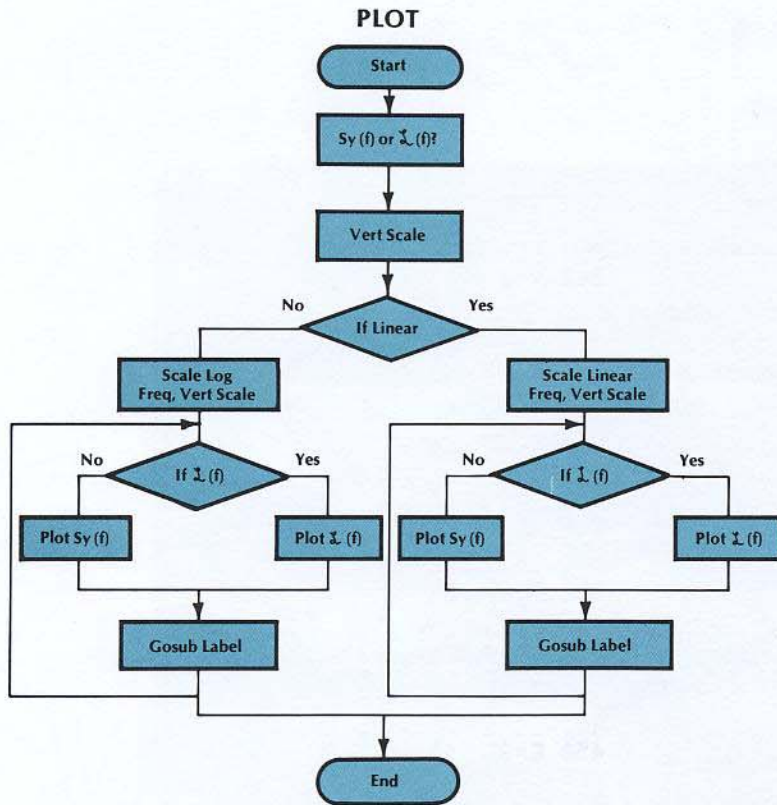 PLOT
Start
Sy (f) or ℒ (f)?
Vert Scale
No
Yes
If Linear
Scale Log
Freq, Vert Scale
Scale Linear
Freq, Vert Scale
No
If ℒ (f)
Yes
No
If ℒ (f)
Yes
Plot Sy (f)
Plot ℒ (f)
Plot Sy (f)
Plot ℒ (f)
Gosub Label
Gosub Label
End